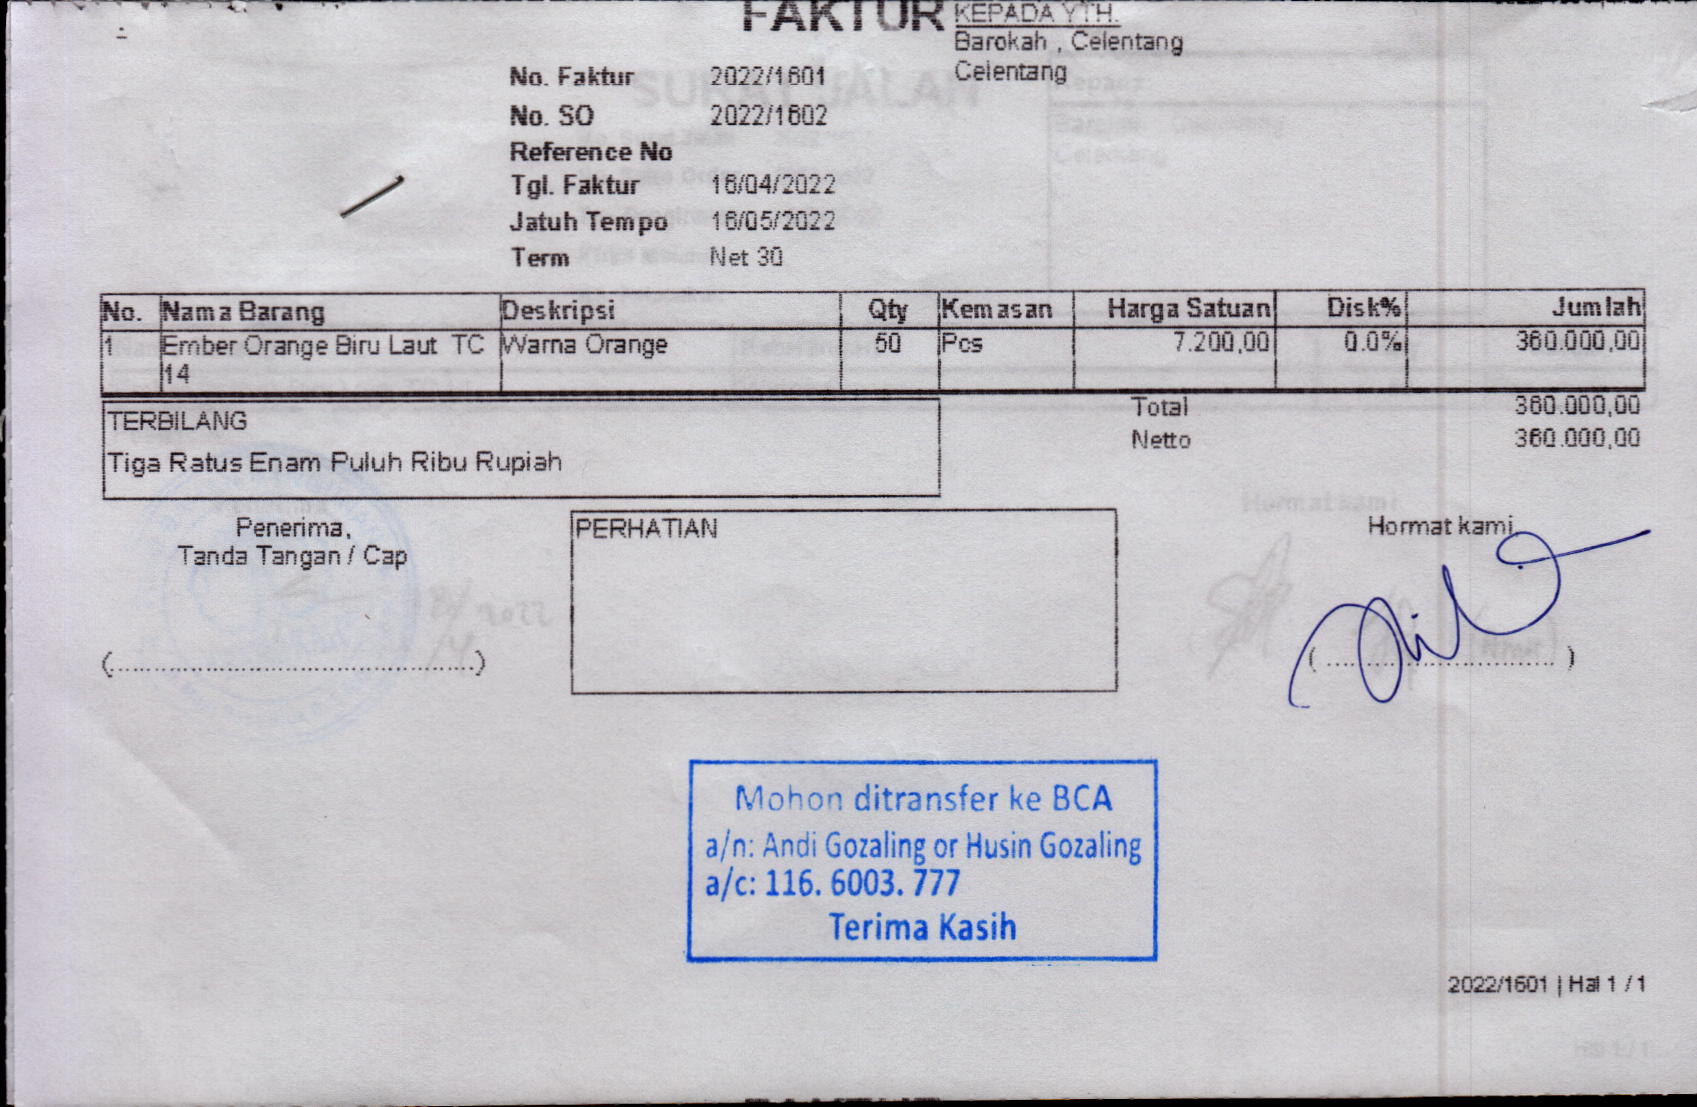 FAKTUR
KEPADA YTH.
Barokah , Celentang
Celentang
No. Faktur 2022/1601
No. SO 2022/1602
Reference No
Tgl. Faktur 16/04/2022
Jatuh Tempo 16/05/2022
Term Net 30
No. Nama Barang Deskripsi Qty Kemasan Harga Satuan Disk% Jumlah
1 Ember Orange Biru Laut TC Warna Orange 50 Pcs 7.200,00 0.0% 360.000,00
14
Total 360.000,00
Netto 360.000,00
TERBILANG
Tiga Ratus Enam Puluh Ribu Rupiah
Penerima,
Tanda Tangan / Cap
(........................................................)
PERHATIAN
Hormat kami,
(...................................)
Mohon ditransfer ke BCA
a/n: Andi Gozaling or Husin Gozaling
a/c: 116. 6003. 777
Terima Kasih
2022/1601 | Hal 1 / 1